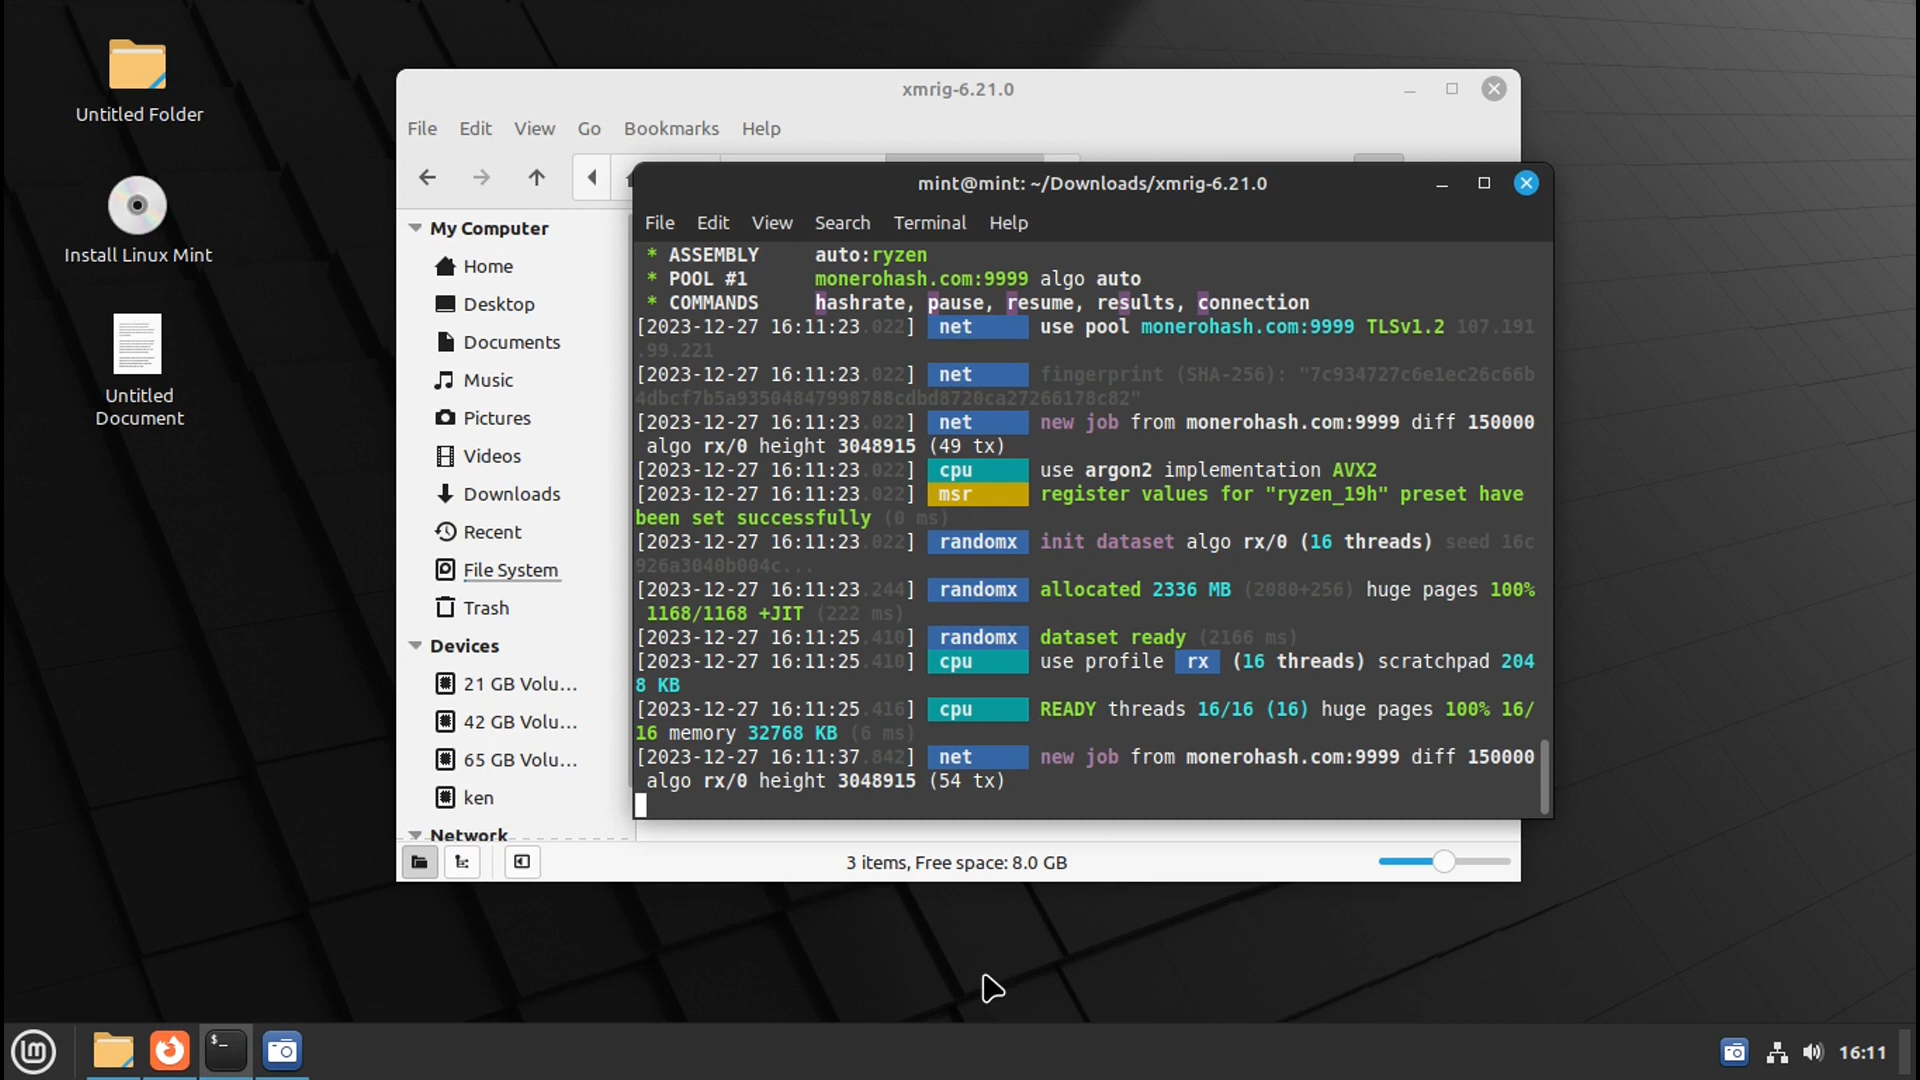 Untitled Folder
Install Linux Mint
Untitled
Document
xmrig-6.21.0
File Edit View Go Bookmarks Help
My Computer
Home
Desktop
Documents
Music
Pictures
Videos
Downloads
Recent
File System
Trash
Devices
21 GB Volu...
42 GB Volu...
65 GB Volu...
ken
Network
3 items, Free space: 8.0 GB
mint@mint: ~/Downloads/xmrig-6.21.0
File Edit View Search Terminal Help
* ASSEMBLY auto:ryzen
* POOL #1 monerohash.com:9999 algo auto
* COMMANDS hashrate, pause, resume, results, connection
[2023-12-27 16:11:23.022] net use pool monerohash.com:9999 TLSv1.2 107.191
.99.221
[2023-12-27 16:11:23.022] net fingerprint (SHA-256): "7c934727c6e1ec26c66b
4dbcf7b5a93504847998788cdbd8720ca27266178c82"
[2023-12-27 16:11:23.022] net new job from monerohash.com:9999 diff 150000
algo rx/0 height 3048915 (49 tx)
[2023-12-27 16:11:23.022] cpu use argon2 implementation AVX2
[2023-12-27 16:11:23.022] msr register values for "ryzen_19h" preset have
been set successfully (0 ms)
[2023-12-27 16:11:23.022] randomx init dataset algo rx/0 (16 threads) seed 16c
926a3040b004c...
[2023-12-27 16:11:23.244] randomx allocated 2336 MB (2080+256) huge pages 100%
1168/1168 +JIT (222 ms)
[2023-12-27 16:11:25.410] randomx dataset ready (2166 ms)
[2023-12-27 16:11:25.410] cpu use profile rx (16 threads) scratchpad 204
8 KB
[2023-12-27 16:11:25.416] cpu READY threads 16/16 (16) huge pages 100% 16/
16 memory 32768 KB (6 ms)
[2023-12-27 16:11:37.842] net new job from monerohash.com:9999 diff 150000
algo rx/0 height 3048915 (54 tx)
16:11